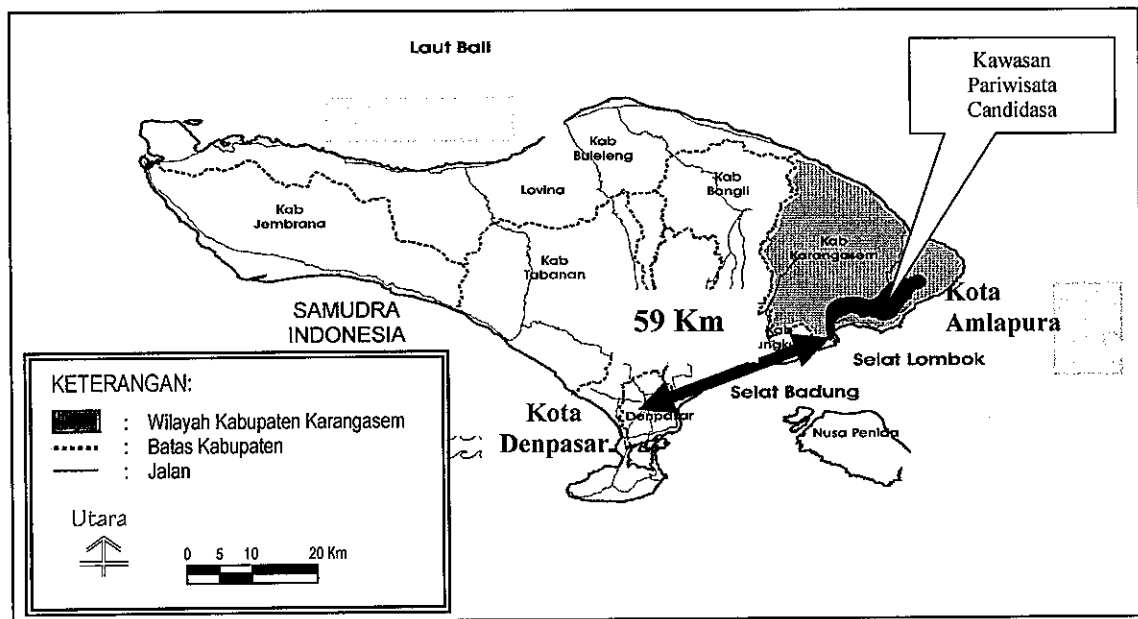 Laut Bali
Kawasan
Pariwisata
Candidasa
Kab
Buleleng
Kab
Bangli
Lovina
Kab
Jembrana
Kab
Tabanan
Kab
Karangasem
SAMUDRA
INDONESIA
59 Km
Kota
Amlapura
Selat Lombok
Selat Badung
Kota
Denpasar
Denpasar
Nusa Penida
KETERANGAN:
: Wilayah Kabupaten Karangasem
: Batas Kabupaten
: Jalan
Utara
0 5 10 20 Km